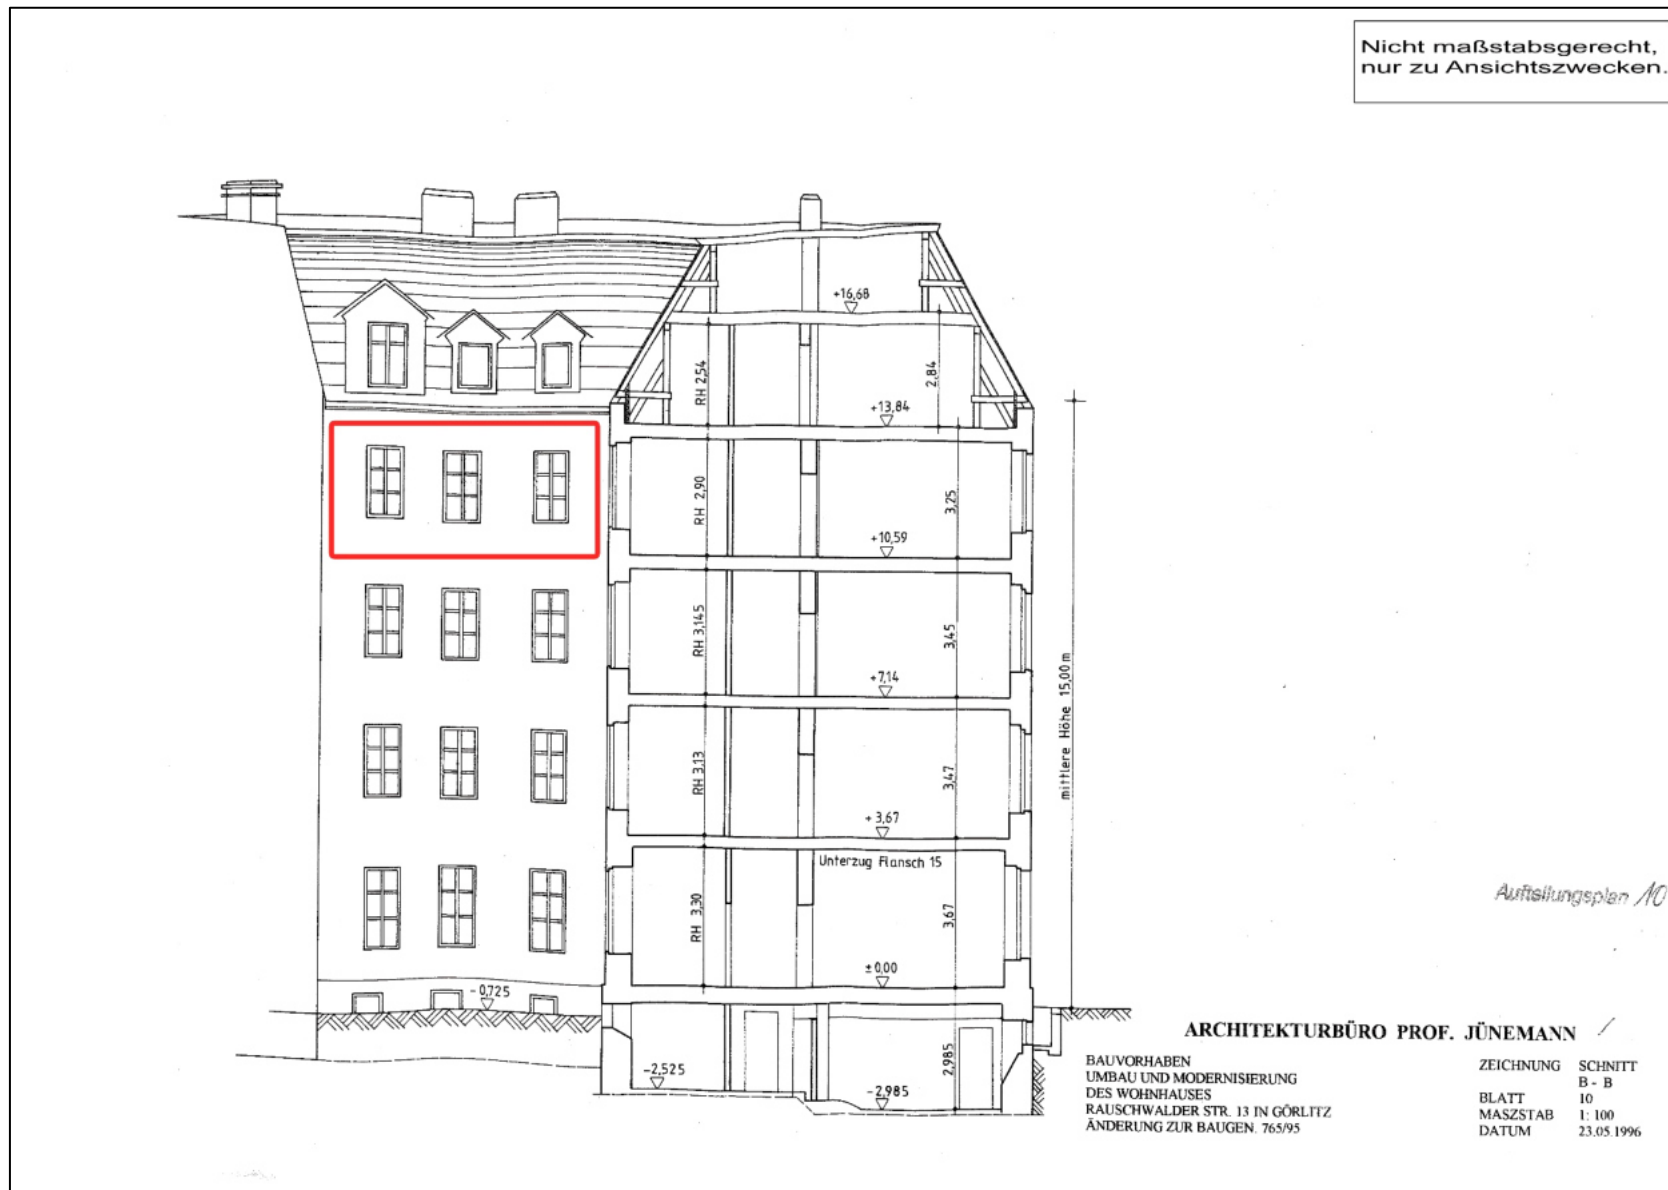 Nicht maßstabsgerecht,
nur zu Ansichtszwecken.
+16,68
RH 2,54
2,84
+13,84
RH 2,90
3,25
+10,59
RH 3,145
3,45
+7,14
mittlere Höhe 15,00 m
RH 3,13
3,47
+ 3,67
Unterzug Flansch 15
RH 3,30
3,67
Aufteilungsplan 10
± 0,00
- 0,725
-2,525
-2,985
2,985
ARCHITEKTURBÜRO PROF. JÜNEMANN
BAUVORHABEN
UMBAU UND MODERNISIERUNG
DES WOHNHAUSES
RAUSCHWALDER STR. 13 IN GÖRLITZ
ÄNDERUNG ZUR BAUGEN. 765/95
ZEICHNUNG SCHNITT
B - B
BLATT 10
MASZSTAB 1: 100
DATUM 23.05.1996